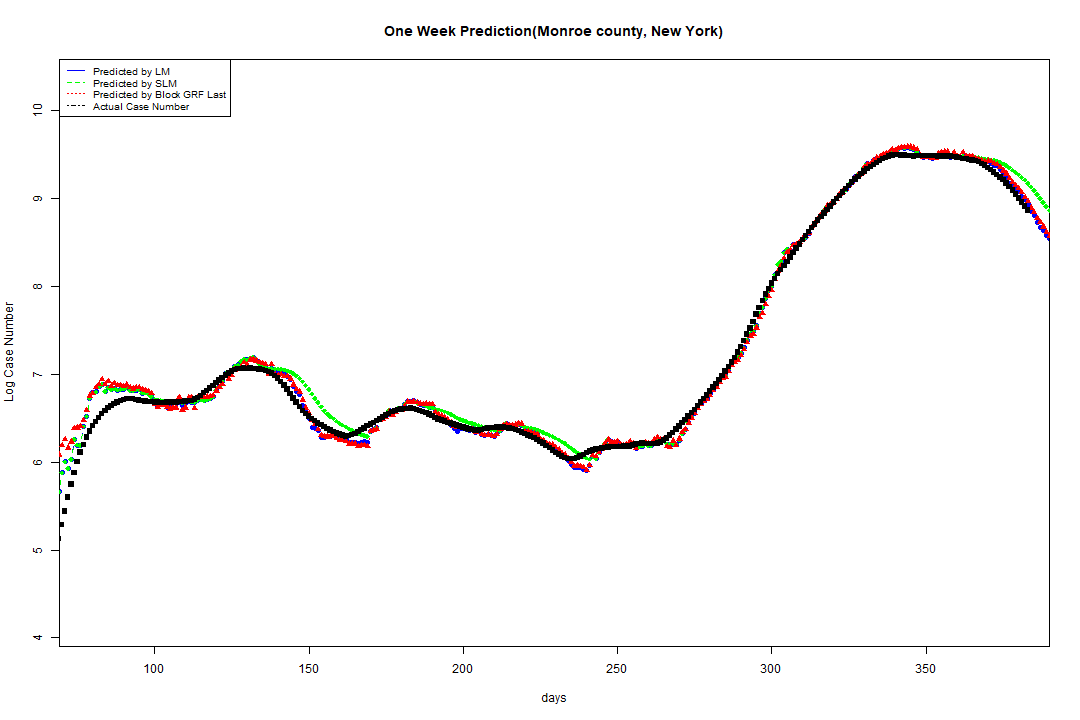 One Week Prediction(Monroe county, New York)
Predicted by LM
Predicted by SLM
Predicted by Block GRF Last
Actual Case Number
10
9
8
7
6
5
4
Log Case Number
100 150 200 250 300 350
days